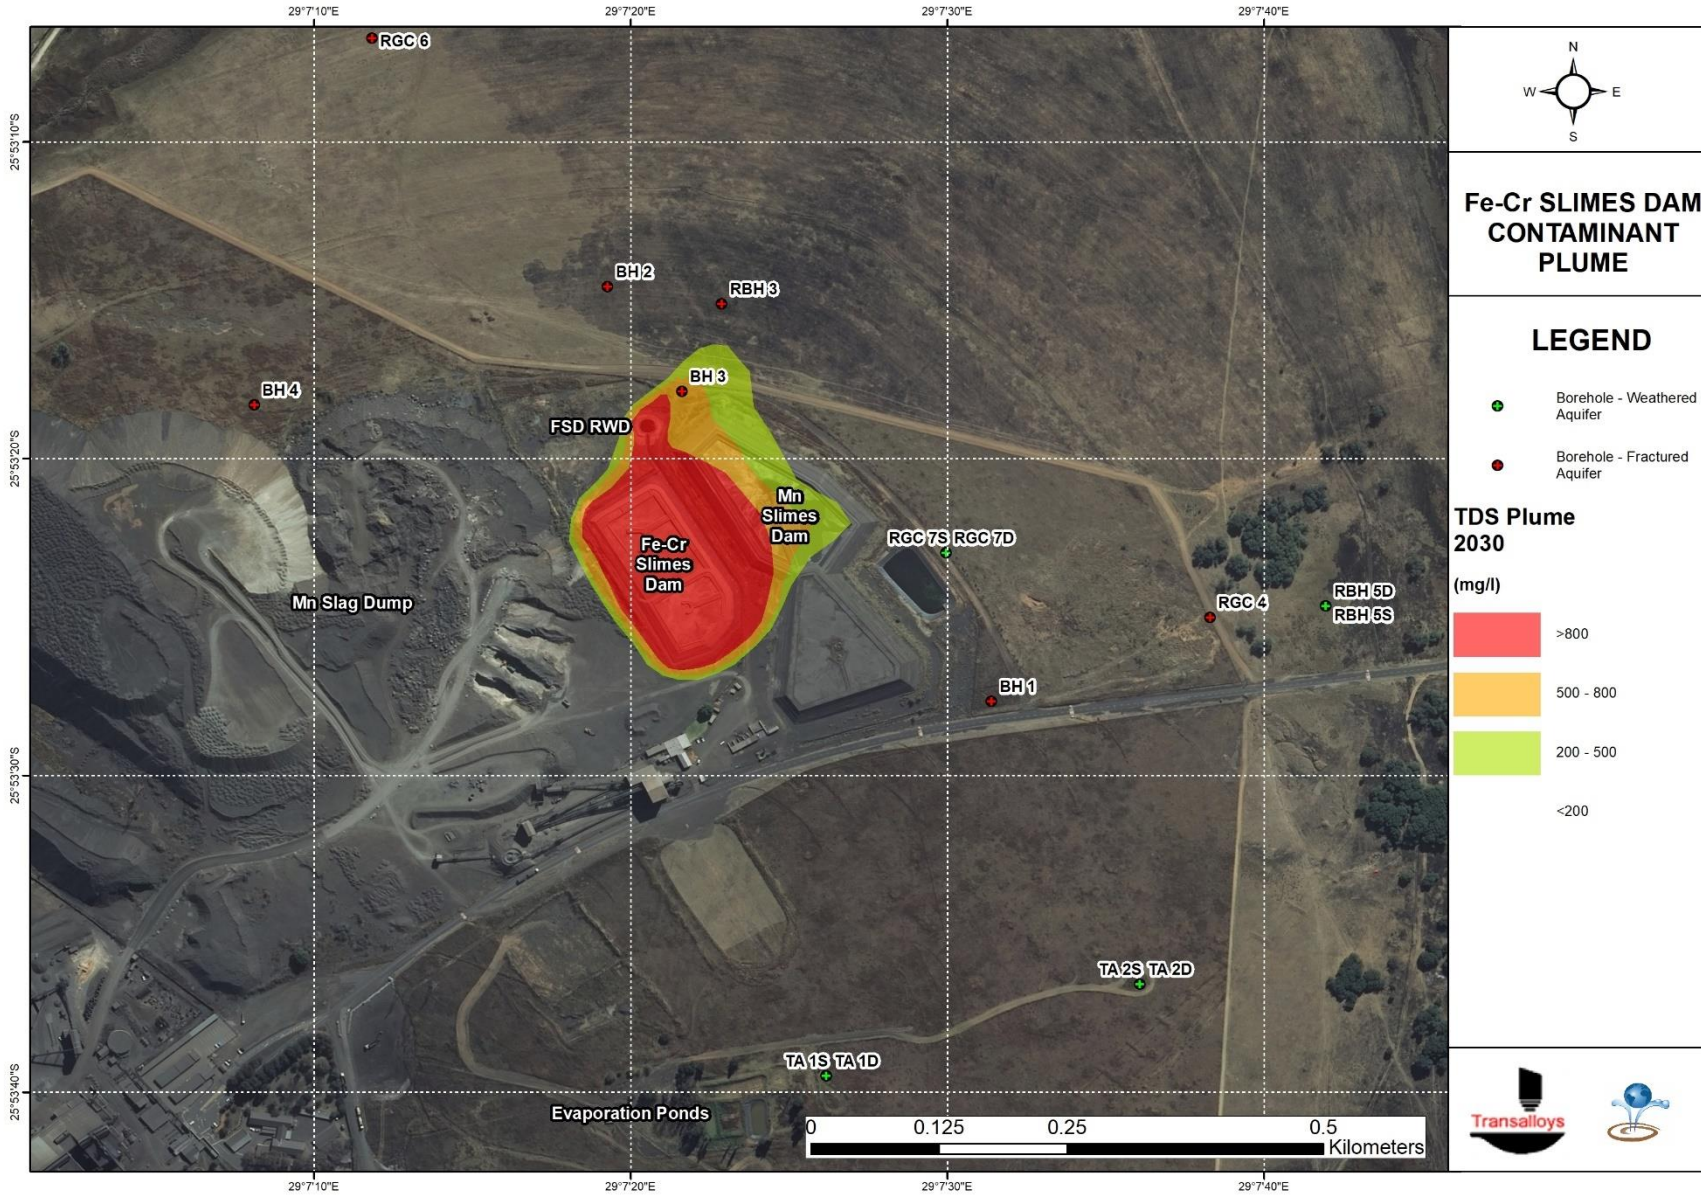 29°7'10"E 29°7'20"E 29°7'30"E 29°7'40"E
25°53'10"S
25°53'20"S
25°53'30"S
25°53'40"S
RGC 6
BH 2
RBH 3
BH 4
BH 3
FSD RWD
Mn
Slimes
Dam
Fe-Cr
Slimes
Dam
Mn Slag Dump
RGC 7S RGC 7D
RGC 4
RBH 5D
RBH 5S
BH 1
TA 2S TA 2D
TA 1S TA 1D
Evaporation Ponds
0 0.125 0.25 0.5
Kilometers
29°7'10"E 29°7'20"E 29°7'30"E 29°7'40"E
N
W E
S
Fe-Cr SLIMES DAM
CONTAMINANT
PLUME
LEGEND
Borehole - Weathered
Aquifer
Borehole - Fractured
Aquifer
TDS Plume
2030
(mg/l)
>800
500 - 800
200 - 500
<200
Transalloys